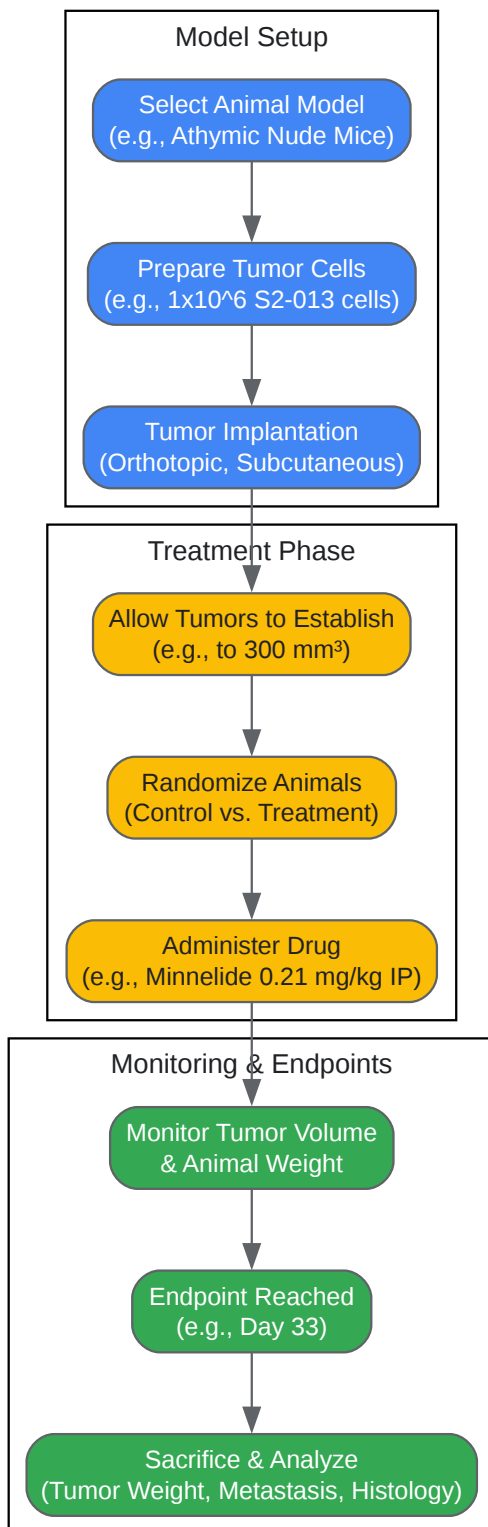 Model Setup
Select Animal Model
(e.g., Athymic Nude Mice)
Prepare Tumor Cells
(e.g., 1x10^6 S2-013 cells)
Tumor Implantation
(Orthotopic, Subcutaneous)
Treatment Phase
Allow Tumors to Establish
(e.g., to 300 mm³)
Randomize Animals
(Control vs. Treatment)
Administer Drug
(e.g., Minnelide 0.21 mg/kg IP)
Monitoring & Endpoints
Monitor Tumor Volume
& Animal Weight
Endpoint Reached
(e.g., Day 33)
Sacrifice & Analyze
(Tumor Weight, Metastasis, Histology)